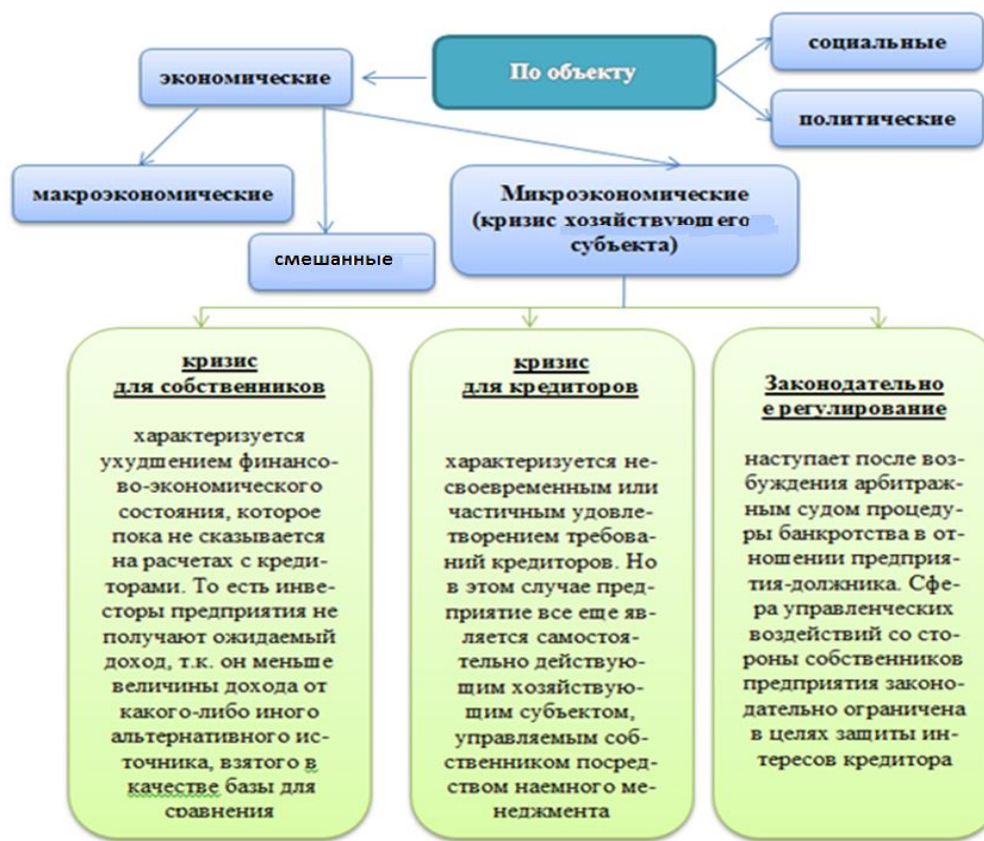 По объекту
социальные
экономические
политические
макроэкономические
Микроэкономические
(кризис хозяйствующего
субъекта)
смешанные
кризис
для собственников
характеризуется
ухудшением финансо-
во-экономического
состояния, которое
пока не сказывается
на расчетах с креди-
торами. То есть инве-
сторы предприятия не
получают ожидаемый
доход, т.к. он меньше
величины дохода от
какого-либо иного
альтернативного ис-
точника, взятого в
качестве базы для
сравнения
кризис
для кредиторов
характеризуется не-
своевременным или
частичным удовле-
творением требова-
ний кредиторов. Но
в этом случае пред-
приятие все еще яв-
ляется самостоя-
тельно действую-
щим хозяйствую-
щим субъектом,
управляемым соб-
ственником посред-
ством наемного ме-
неджмента
Законодательно
е регулирование
наступает после воз-
буждения арбитраж-
ным судом процеду-
ры банкротства в от-
ношении предприя-
тия-должника. Сфе-
ра управленческих
воздействий со сто-
роны собственников
предприятия законо-
дательно ограничена
в целях защиты ин-
тересов кредитора